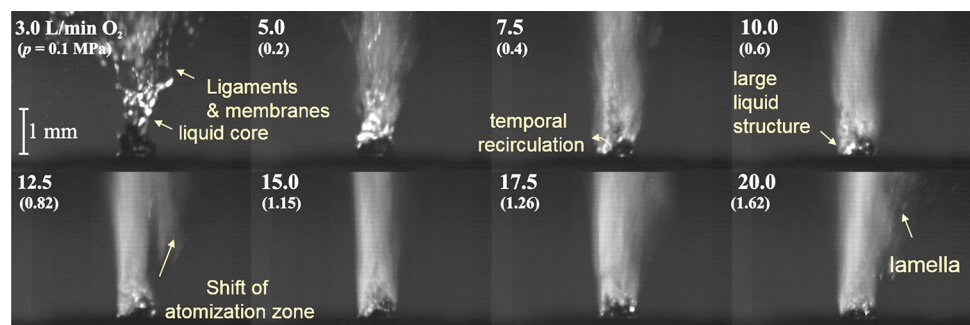 3.0 L/min O₂
(p = 0.1 MPa)
Ligaments
& membranes
liquid core
1 mm
5.0
(0.2)
7.5
(0.4)
temporal
recirculation
10.0
(0.6)
large
liquid
structure
12.5
(0.82)
Shift of
atomization zone
15.0
(1.15)
17.5
(1.26)
20.0
(1.62)
lamella